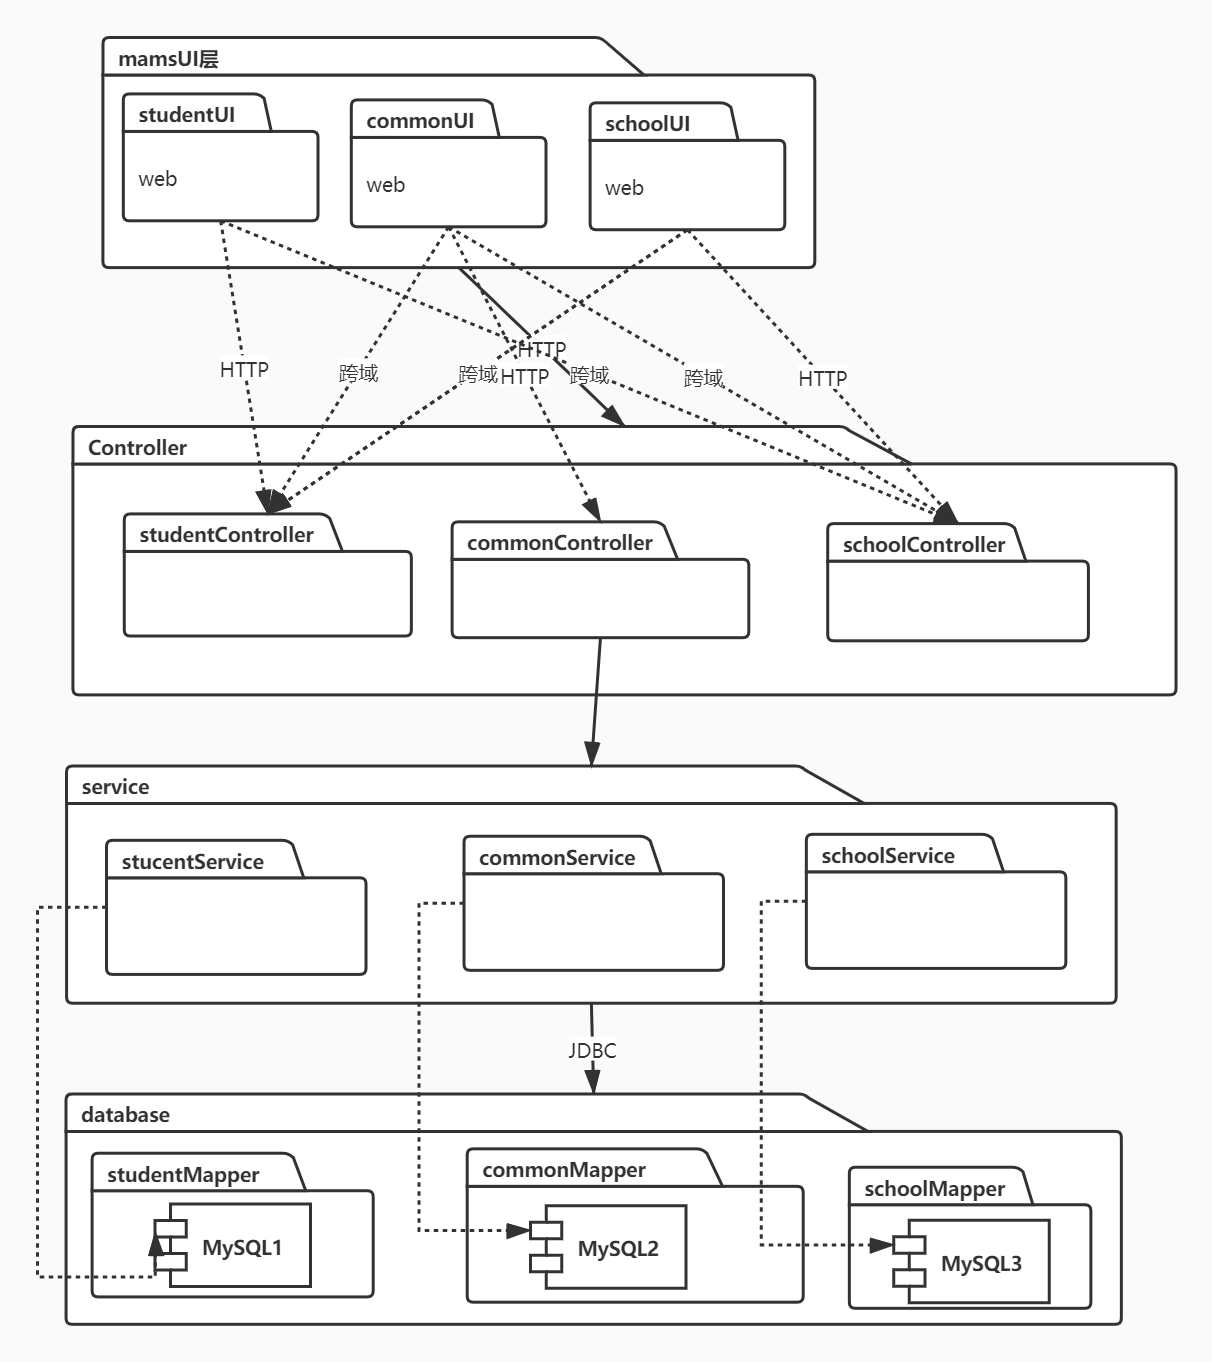 mamsUI层
studentUI
commonUI
schoolUI
web
web
web
HTTP
HTTP
跨域
跨域
HTTP
跨域
跨域
HTTP
Controller
studentController
commonController
schoolController
service
stucentService
commonService
schoolService
JDBC
database
studentMapper
commonMapper
schoolMapper
MySQL1
MySQL2
MySQL3